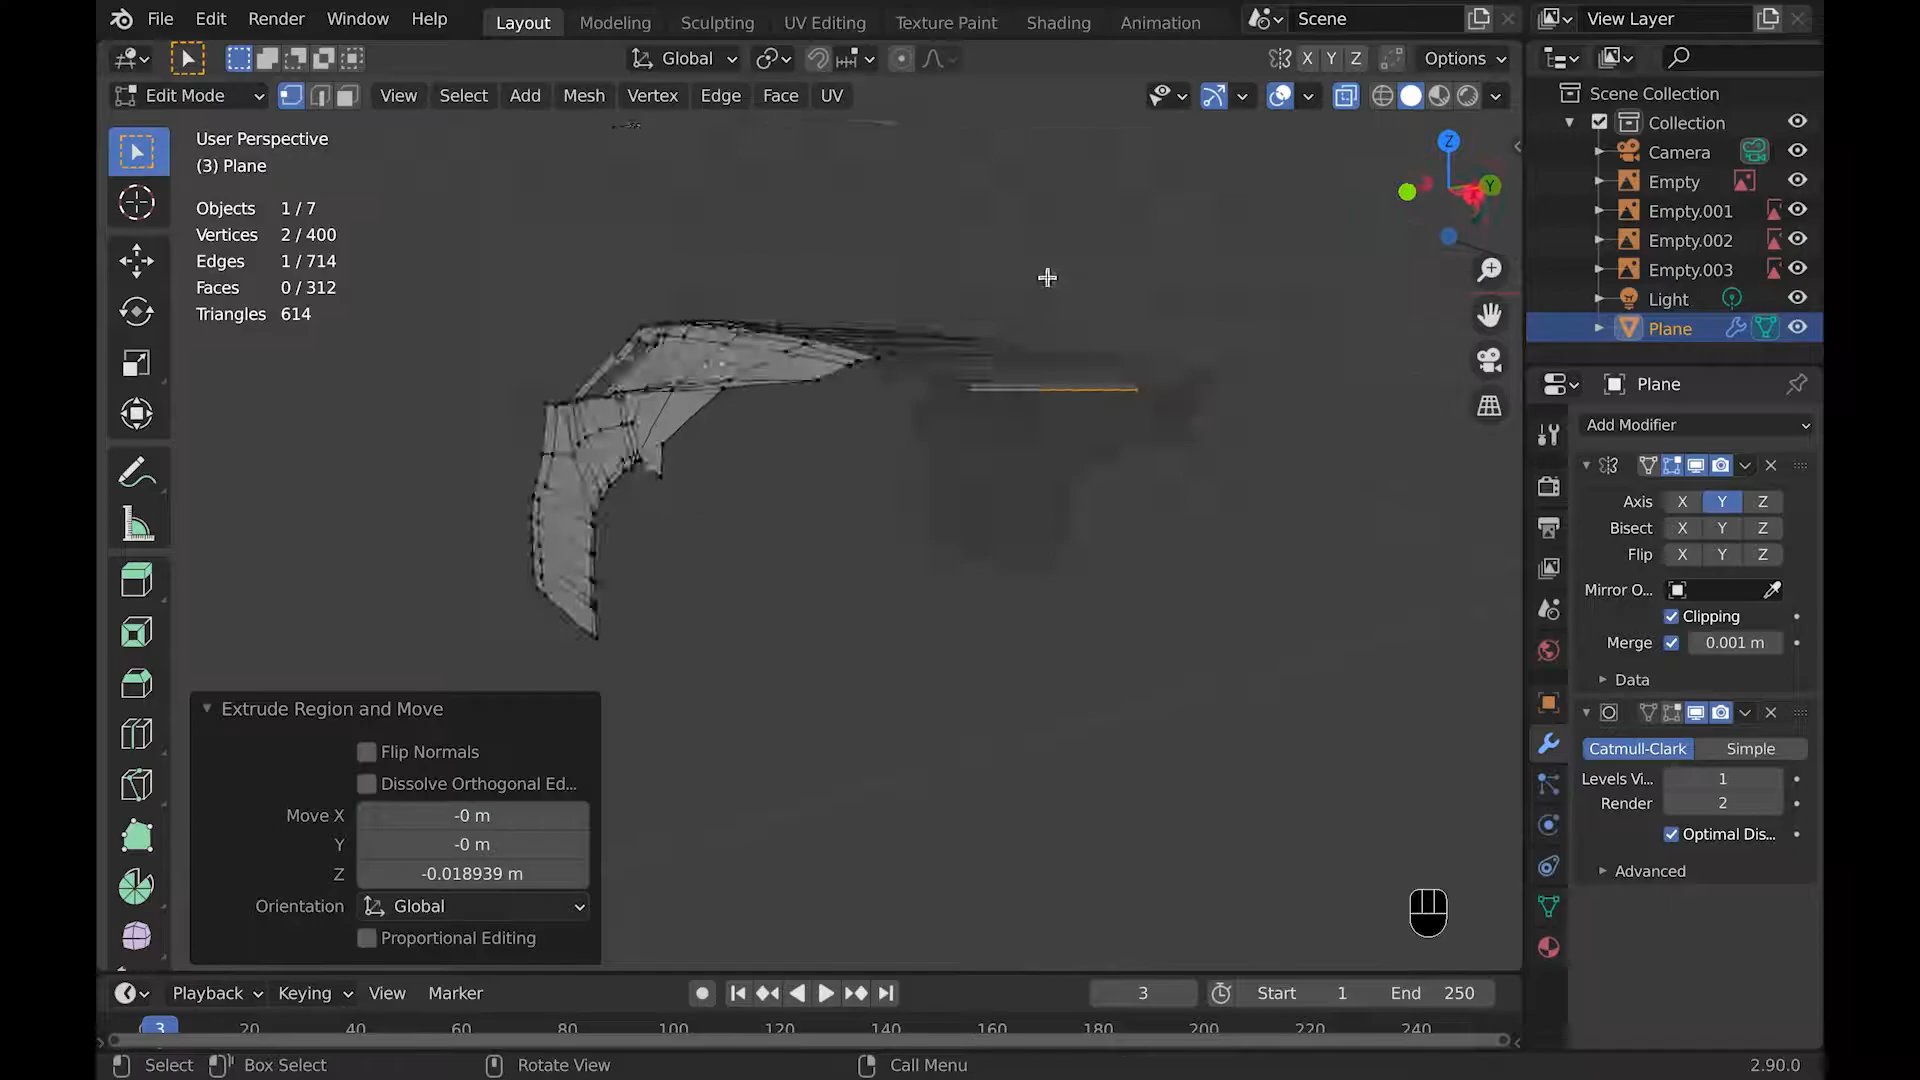 File Edit Render Window Help Layout Modeling Sculpting UV Editing Texture Paint Shading Animation Scene View Layer
Global X Y Z Options
Edit Mode View Select Add Mesh Vertex Edge Face UV
User Perspective
(3) Plane
Objects 1 / 7
Vertices 2 / 400
Edges 1 / 714
Faces 0 / 312
Triangles 614
Z
Y
Extrude Region and Move
Flip Normals
Dissolve Orthogonal Ed...
Move X -0 m
Y -0 m
Z -0.018939 m
Orientation Global
Proportional Editing
Scene Collection
Collection
Camera
Empty
Empty.001
Empty.002
Empty.003
Light
Plane
Plane
Add Modifier
Axis X Y Z
Bisect X Y Z
Flip X Y Z
Mirror O...
Clipping
Merge 0.001 m
Data
Catmull-Clark Simple
Levels Vi... 1
Render 2
Optimal Dis...
Advanced
Playback Keying View Marker 3 Start 1 End 250
3 20 40 60 80 100 120 140 160 180 200 220 240
Select Box Select Rotate View Call Menu 2.90.0